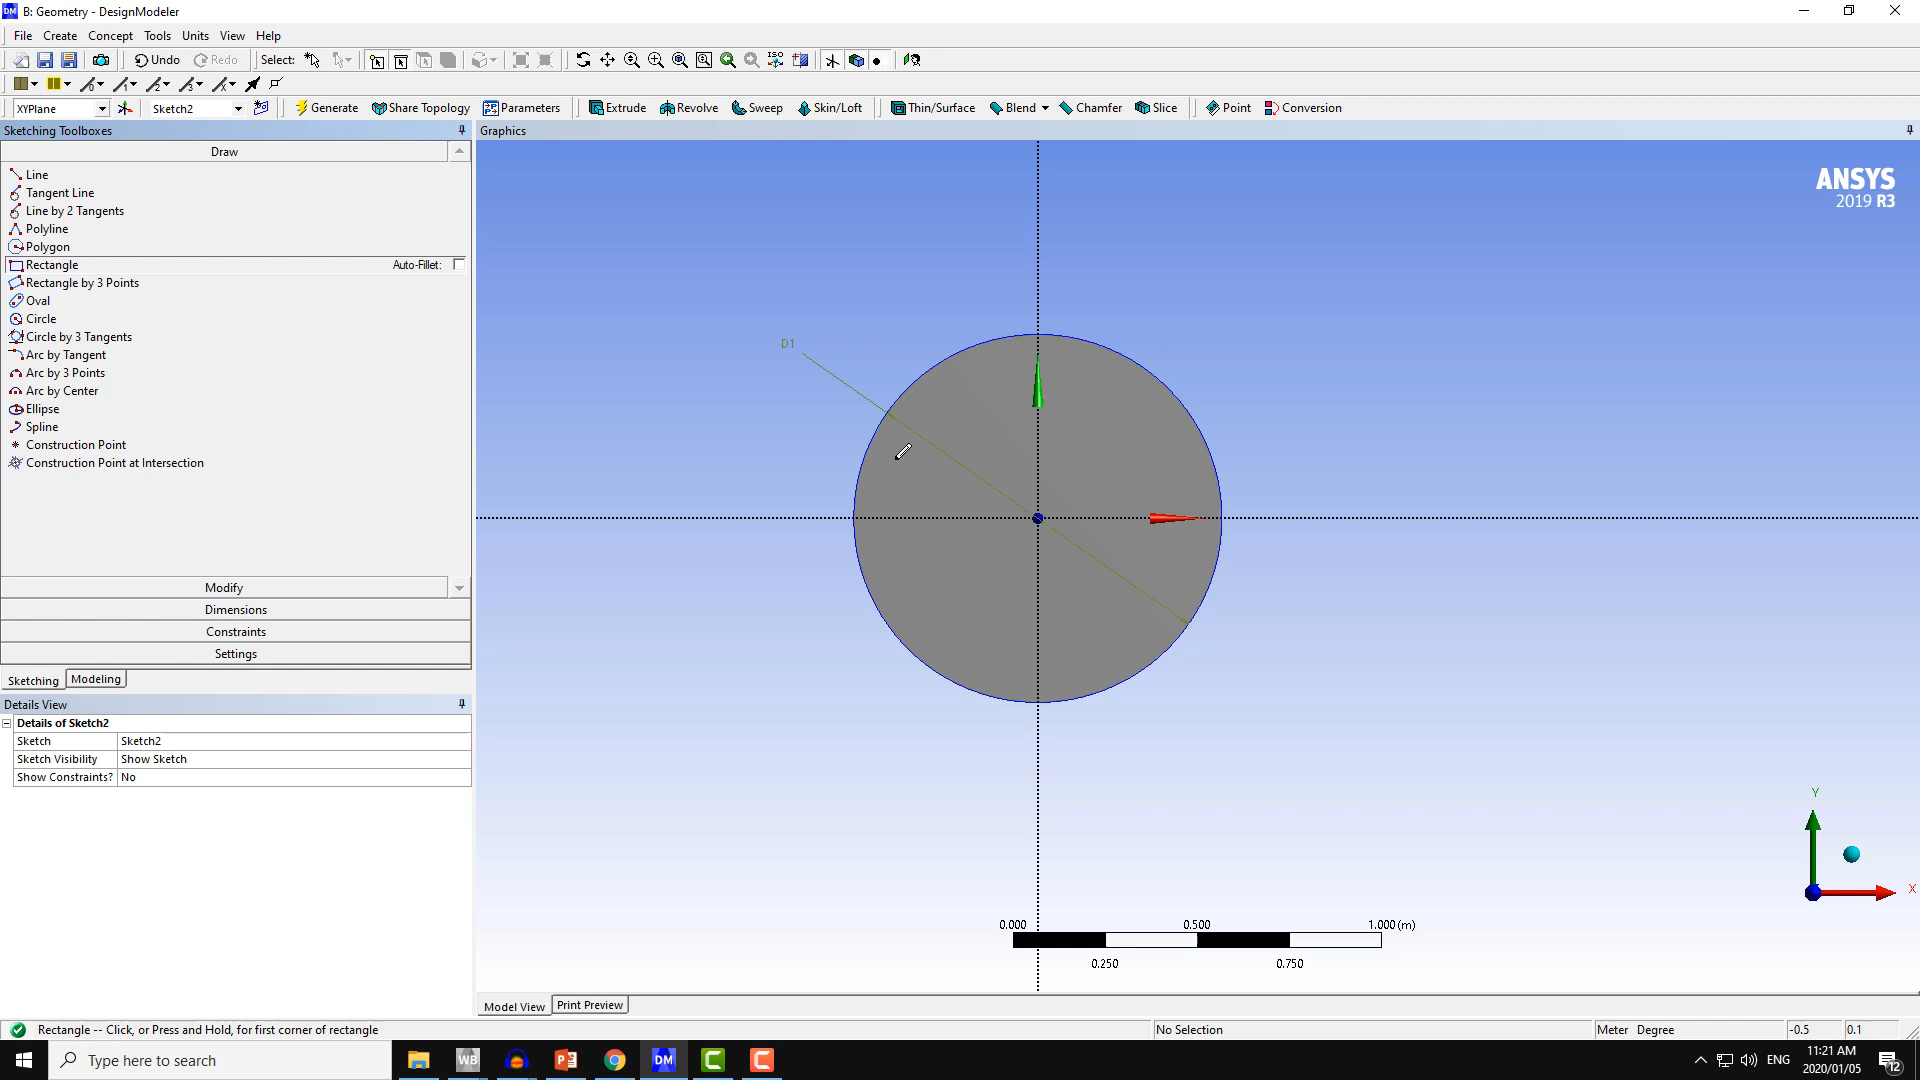 B: Geometry - DesignModeler
File Create Concept Tools Units View Help
Undo Redo Select: ISO
XYPlane Sketch2 Generate Share Topology Parameters Extrude Revolve Sweep Skin/Loft Thin/Surface Blend Chamfer Slice Point Conversion
Sketching Toolboxes
Draw
Line
Tangent Line
Line by 2 Tangents
Polyline
Polygon
Rectangle Auto-Fillet:
Rectangle by 3 Points
Oval
Circle
Circle by 3 Tangents
Arc by Tangent
Arc by 3 Points
Arc by Center
Ellipse
Spline
Construction Point
Construction Point at Intersection
Modify
Dimensions
Constraints
Settings
Sketching Modeling
Details View
Details of Sketch2
Sketch Sketch2
Sketch Visibility Show Sketch
Show Constraints? No
Graphics
ANSYS
2019 R3
D1
Y
X
0.000 0.500 1.000 (m)
0.250 0.750
Model View Print Preview
Rectangle -- Click, or Press and Hold, for first corner of rectangle No Selection Meter Degree -0.5 0.1
Type here to search WB DM ENG 11:21 AM
2020/01/05 12